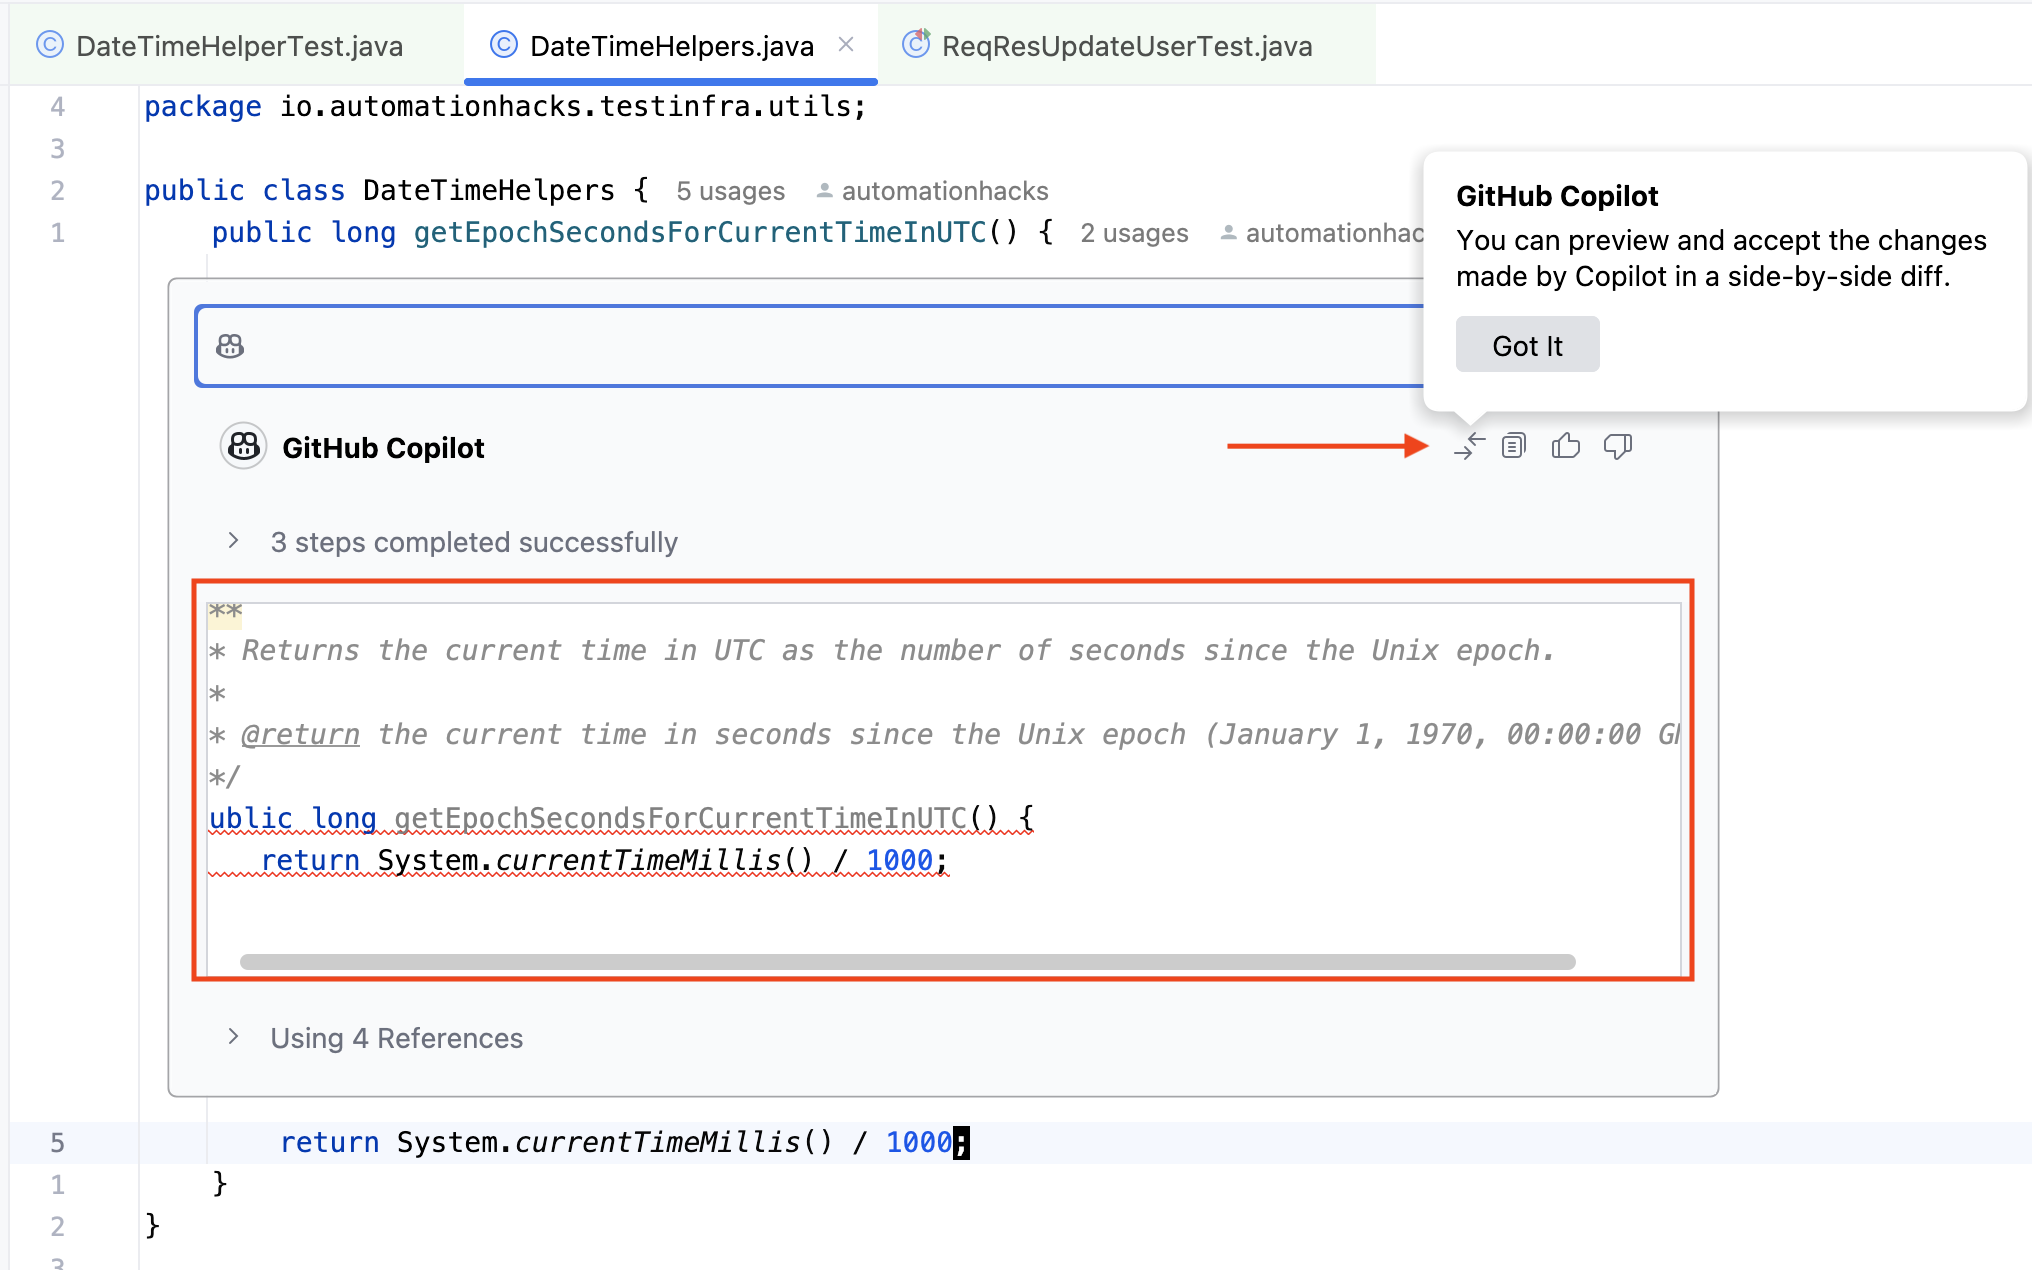 DateTimeHelperTest.java DateTimeHelpers.java ReqResUpdateUserTest.java
4 package io.automationhacks.testinfra.utils;
3
2 public class DateTimeHelpers { 5 usages automationhacks
1 public long getEpochSecondsForCurrentTimeInUTC() { 2 usages automationhac
GitHub Copilot
You can preview and accept the changes
made by Copilot in a side-by-side diff.
Got It
GitHub Copilot
3 steps completed successfully
**
* Returns the current time in UTC as the number of seconds since the Unix epoch.
*
* @return the current time in seconds since the Unix epoch (January 1, 1970, 00:00:00 G
*/
ublic long getEpochSecondsForCurrentTimeInUTC() {
return System.currentTimeMillis() / 1000;
Using 4 References
5 return System.currentTimeMillis() / 1000;
1 }
2 }
3